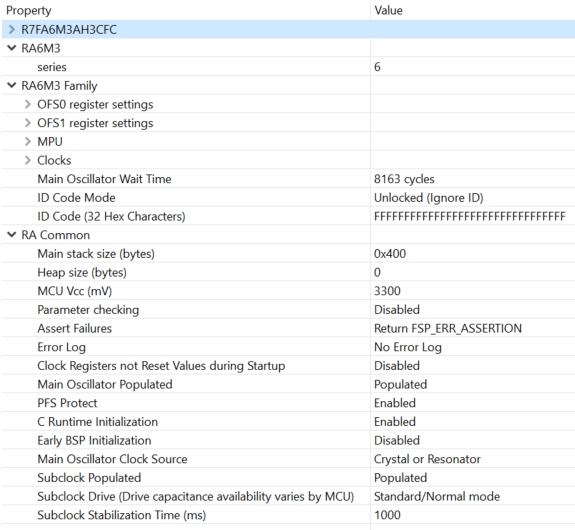 Property Value
R7FA6M3AH3CFC
RA6M3
series 6
RA6M3 Family
OFS0 register settings
OFS1 register settings
MPU
Clocks
Main Oscillator Wait Time 8163 cycles
ID Code Mode Unlocked (Ignore ID)
ID Code (32 Hex Characters) FFFFFFFFFFFFFFFFFFFFFFFFFFFFFFFF
RA Common
Main stack size (bytes) 0x400
Heap size (bytes) 0
MCU Vcc (mV) 3300
Parameter checking Disabled
Assert Failures Return FSP_ERR_ASSERTION
Error Log No Error Log
Clock Registers not Reset Values during Startup Disabled
Main Oscillator Populated Populated
PFS Protect Enabled
C Runtime Initialization Enabled
Early BSP Initialization Disabled
Main Oscillator Clock Source Crystal or Resonator
Subclock Populated Populated
Subclock Drive (Drive capacitance availability varies by MCU) Standard/Normal mode
Subclock Stabilization Time (ms) 1000